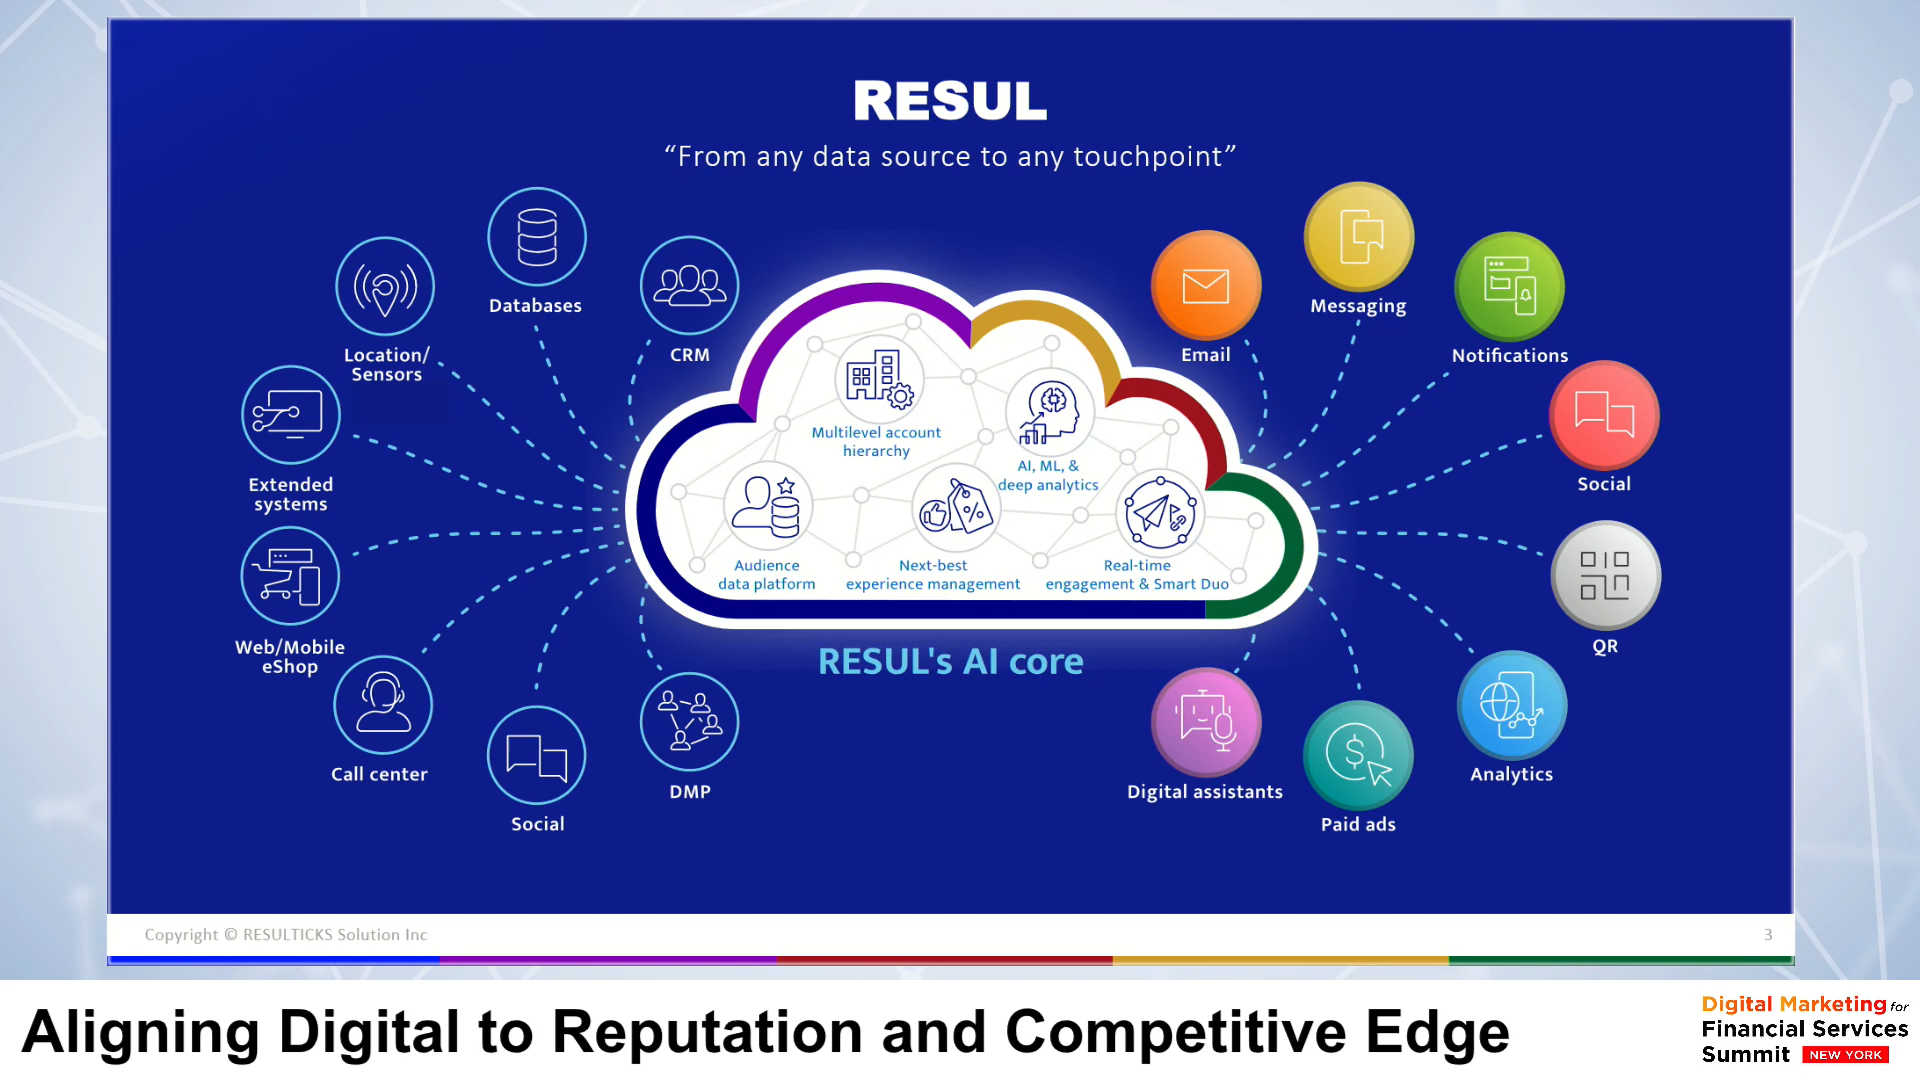 RESUL
“From any data source to any touchpoint”
Databases
Location/
Sensors
CRM
Extended
systems
Web/Mobile
eShop
Call center
Social
DMP
Multilevel account
hierarchy
AI, ML, &
deep analytics
Audience
data platform
Next-best
experience management
Real-time
engagement & Smart Duo
RESUL's AI core
Email
Messaging
Notifications
Social
QR
Analytics
Paid ads
Digital assistants
Copyright © RESULTICKS Solution Inc
3
Aligning Digital to Reputation and Competitive Edge
Digital Marketing for
Financial Services
Summit NEW YORK